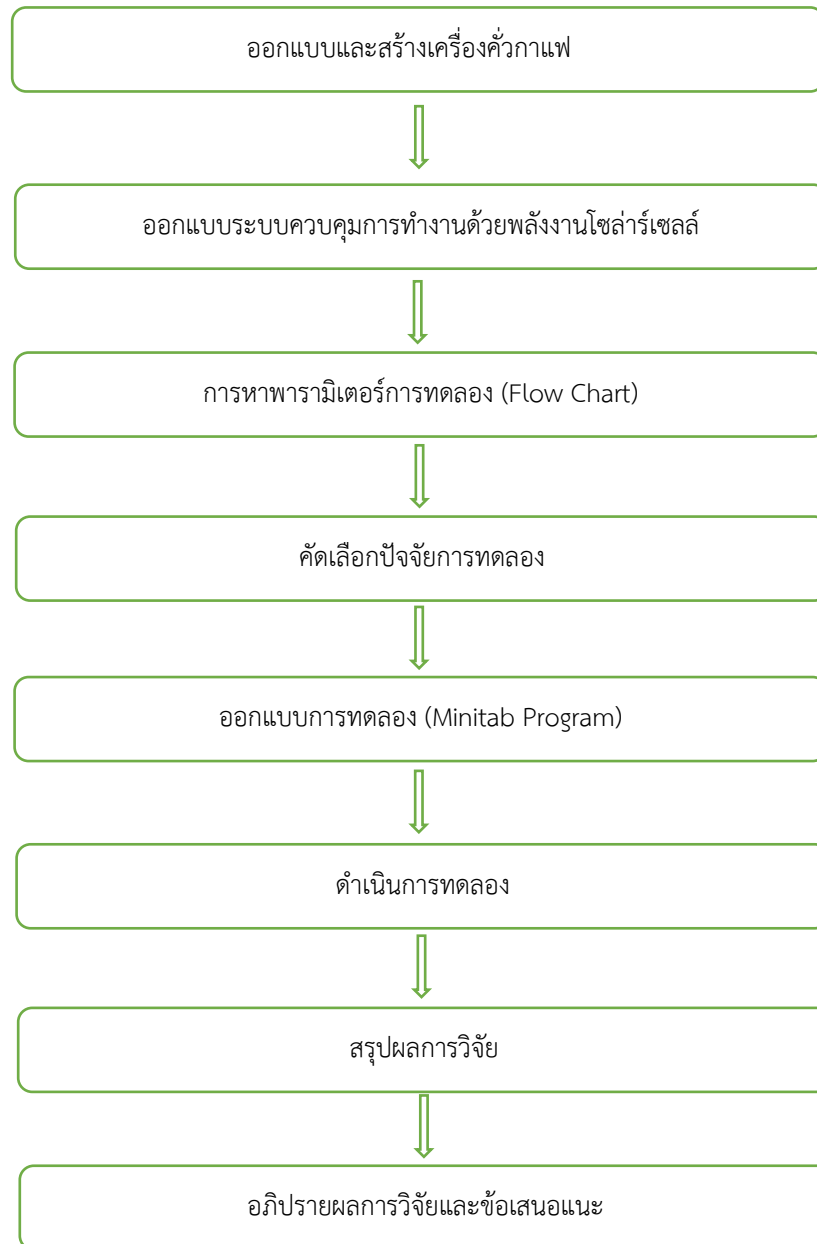 ออกแบบและสร้างเครื่องคั่วกาแฟ
ออกแบบระบบควบคุมการทำงานด้วยพลังงานโซล่าร์เซลล์
การหาพารามิเตอร์การทดลอง (Flow Chart)
คัดเลือกปัจจัยการทดลอง
ออกแบบการทดลอง (Minitab Program)
ดำเนินการทดลอง
สรุปผลการวิจัย
อภิปรายผลการวิจัยและข้อเสนอแนะ